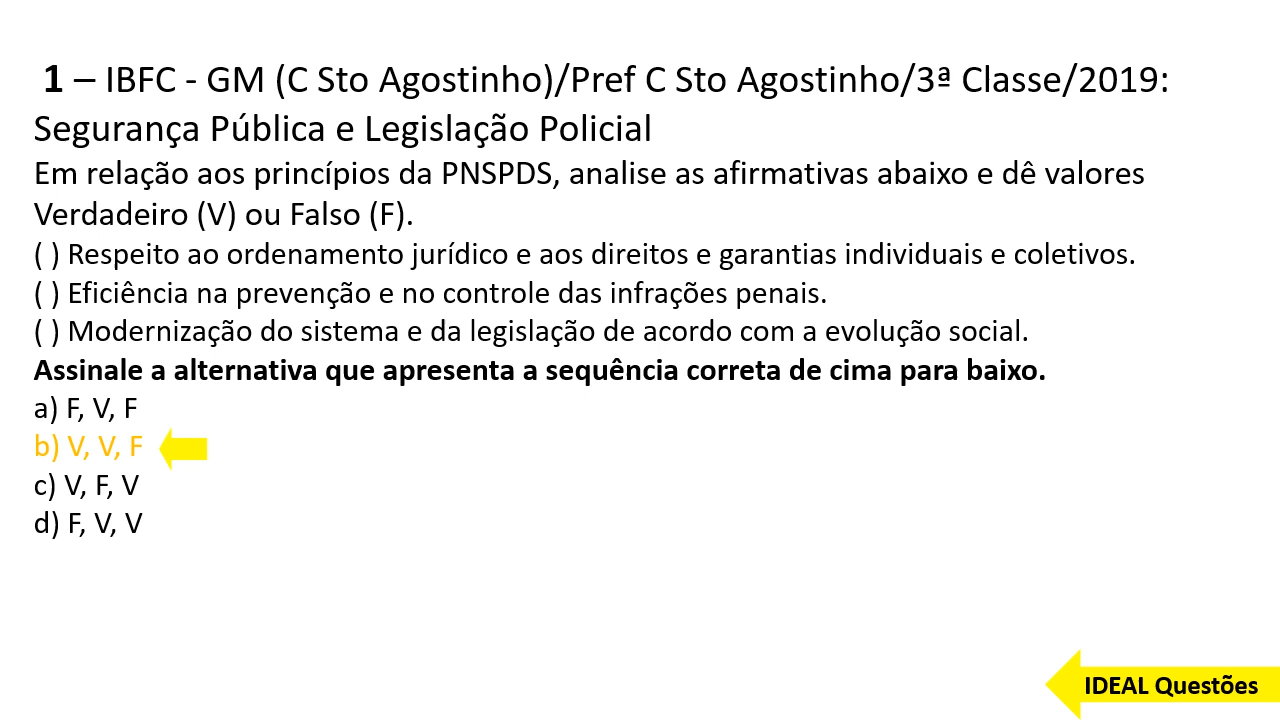 1 – IBFC - GM (C Sto Agostinho)/Pref C Sto Agostinho/3ª Classe/2019:
Segurança Pública e Legislação Policial
Em relação aos princípios da PNSPDS, analise as afirmativas abaixo e dê valores
Verdadeiro (V) ou Falso (F).
( ) Respeito ao ordenamento jurídico e aos direitos e garantias individuais e coletivos.
( ) Eficiência na prevenção e no controle das infrações penais.
( ) Modernização do sistema e da legislação de acordo com a evolução social.
Assinale a alternativa que apresenta a sequência correta de cima para baixo.
a) F, V, F
b) V, V, F
c) V, F, V
d) F, V, V
IDEAL Questões